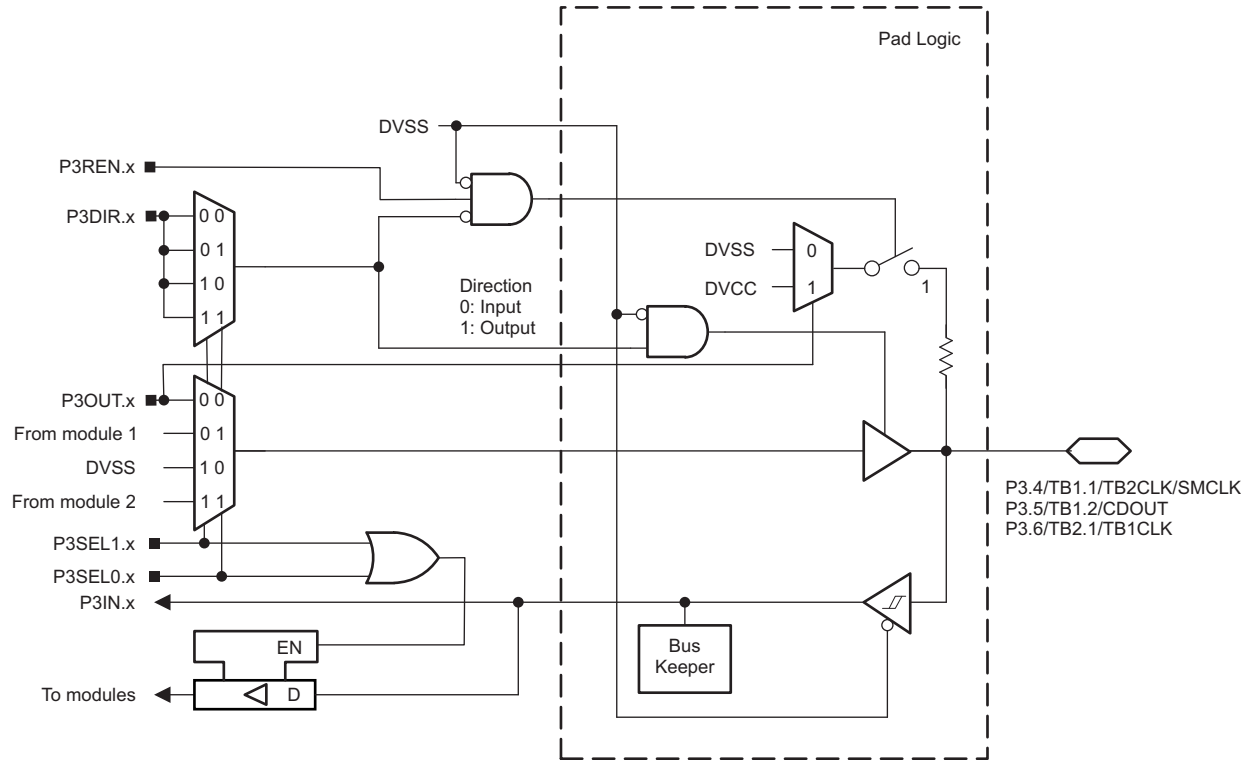 Pad Logic
DVSS
P3REN.x
P3DIR.x
0 0
0 1
1 0
1 1
Direction
0: Input
1: Output
DVSS
0
DVCC
1
1
P3OUT.x
0 0
From module 1
0 1
DVSS
1 0
From module 2
1 1
P3.4/TB1.1/TB2CLK/SMCLK
P3.5/TB1.2/CDOUT
P3.6/TB2.1/TB1CLK
P3SEL1.x
P3SEL0.x
P3IN.x
EN
Bus
Keeper
To modules
D